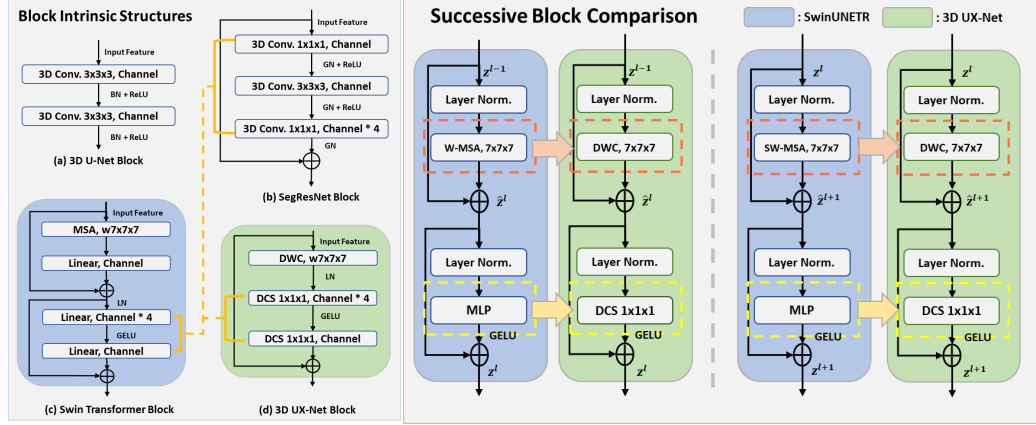 Block Intrinsic Structures
Input Feature
3D Conv. 3x3x3, Channel
BN + ReLU
3D Conv. 3x3x3, Channel
BN + ReLU
(a) 3D U-Net Block
Input Feature
3D Conv. 1x1x1, Channel
GN + ReLU
3D Conv. 3x3x3, Channel
GN + ReLU
3D Conv. 1x1x1, Channel * 4
GN
(b) SegResNet Block
Input Feature
MSA, w7x7x7
Linear, Channel
LN
Linear, Channel * 4
GELU
Linear, Channel
(c) Swin Transformer Block
Input Feature
DWC, w7x7x7
LN
DCS 1x1x1, Channel * 4
GELU
DCS 1x1x1, Channel
(d) 3D UX-Net Block
Successive Block Comparison
: SwinUNETR
: 3D UX-Net
z^{l-1}
Layer Norm.
W-MSA, 7x7x7
ẑ^l
Layer Norm.
MLP
GELU
z^l
z^{l-1}
Layer Norm.
DWC, 7x7x7
ẑ^l
Layer Norm.
DCS 1x1x1
GELU
z^l
z^l
Layer Norm.
SW-MSA, 7x7x7
ẑ^{l+1}
Layer Norm.
MLP
GELU
z^{l+1}
z^l
Layer Norm.
DWC, 7x7x7
ẑ^{l+1}
Layer Norm.
DCS 1x1x1
GELU
z^{l+1}